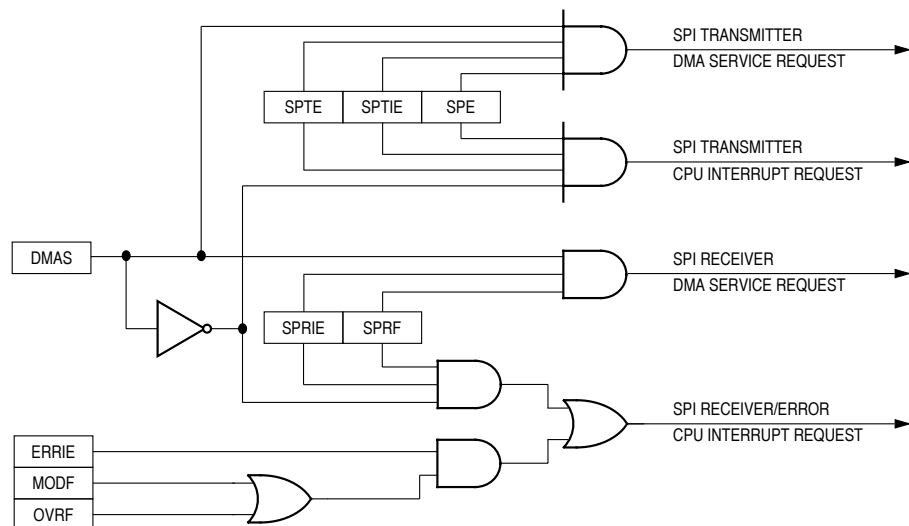 SPI TRANSMITTER
DMA SERVICE REQUEST
SPTE SPTIE SPE
SPI TRANSMITTER
CPU INTERRUPT REQUEST
DMAS
SPI RECEIVER
DMA SERVICE REQUEST
SPRIE SPRF
SPI RECEIVER/ERROR
CPU INTERRUPT REQUEST
ERRIE
MODF
OVRF